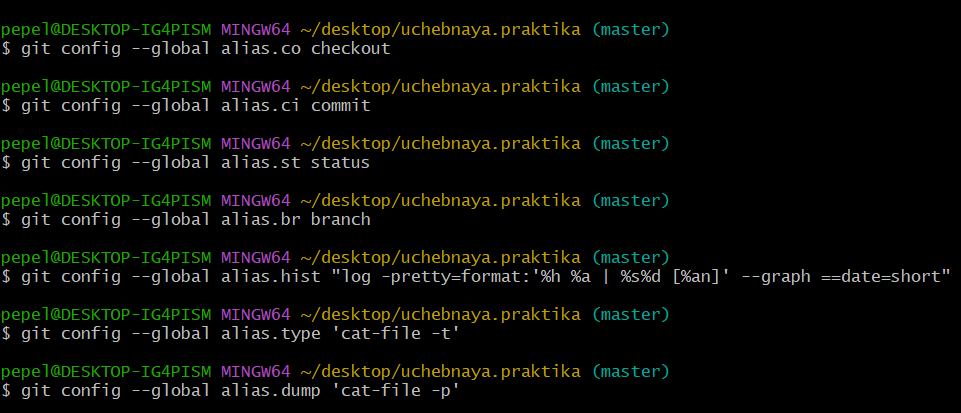 pepel@DESKTOP-IG4PISM MINGW64 ~/desktop/uchebnaya.praktika (master)
$ git config --global alias.co checkout
pepel@DESKTOP-IG4PISM MINGW64 ~/desktop/uchebnaya.praktika (master)
$ git config --global alias.ci commit
pepel@DESKTOP-IG4PISM MINGW64 ~/desktop/uchebnaya.praktika (master)
$ git config --global alias.st status
pepel@DESKTOP-IG4PISM MINGW64 ~/desktop/uchebnaya.praktika (master)
$ git config --global alias.br branch
pepel@DESKTOP-IG4PISM MINGW64 ~/desktop/uchebnaya.praktika (master)
$ git config --global alias.hist "log -pretty=format:'%h %a | %s%d [%an]' --graph ==date=short"
pepel@DESKTOP-IG4PISM MINGW64 ~/desktop/uchebnaya.praktika (master)
$ git config --global alias.type 'cat-file -t'
pepel@DESKTOP-IG4PISM MINGW64 ~/desktop/uchebnaya.praktika (master)
$ git config --global alias.dump 'cat-file -p'